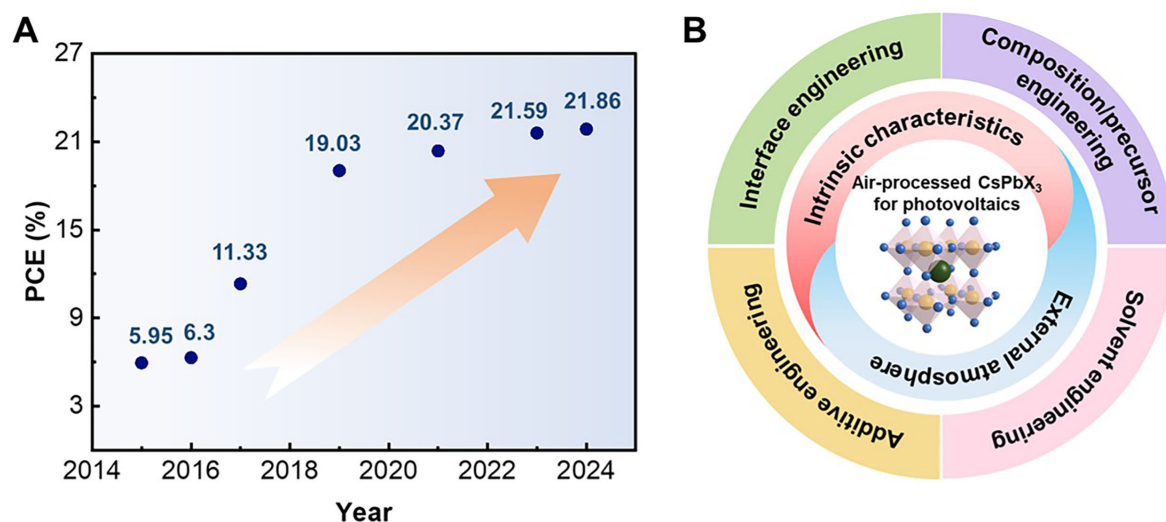 A
27
21
15
9
3
PCE (%)
5.95
6.3
11.33
19.03
20.37
21.59
21.86
2014
2016
2018
2020
2022
2024
Year
B
Interface engineering
Composition/precursor
engineering
Intrinsic characteristics
Air-processed CsPbX₃
for photovoltaics
External atmosphere
Additive engineering
Solvent engineering